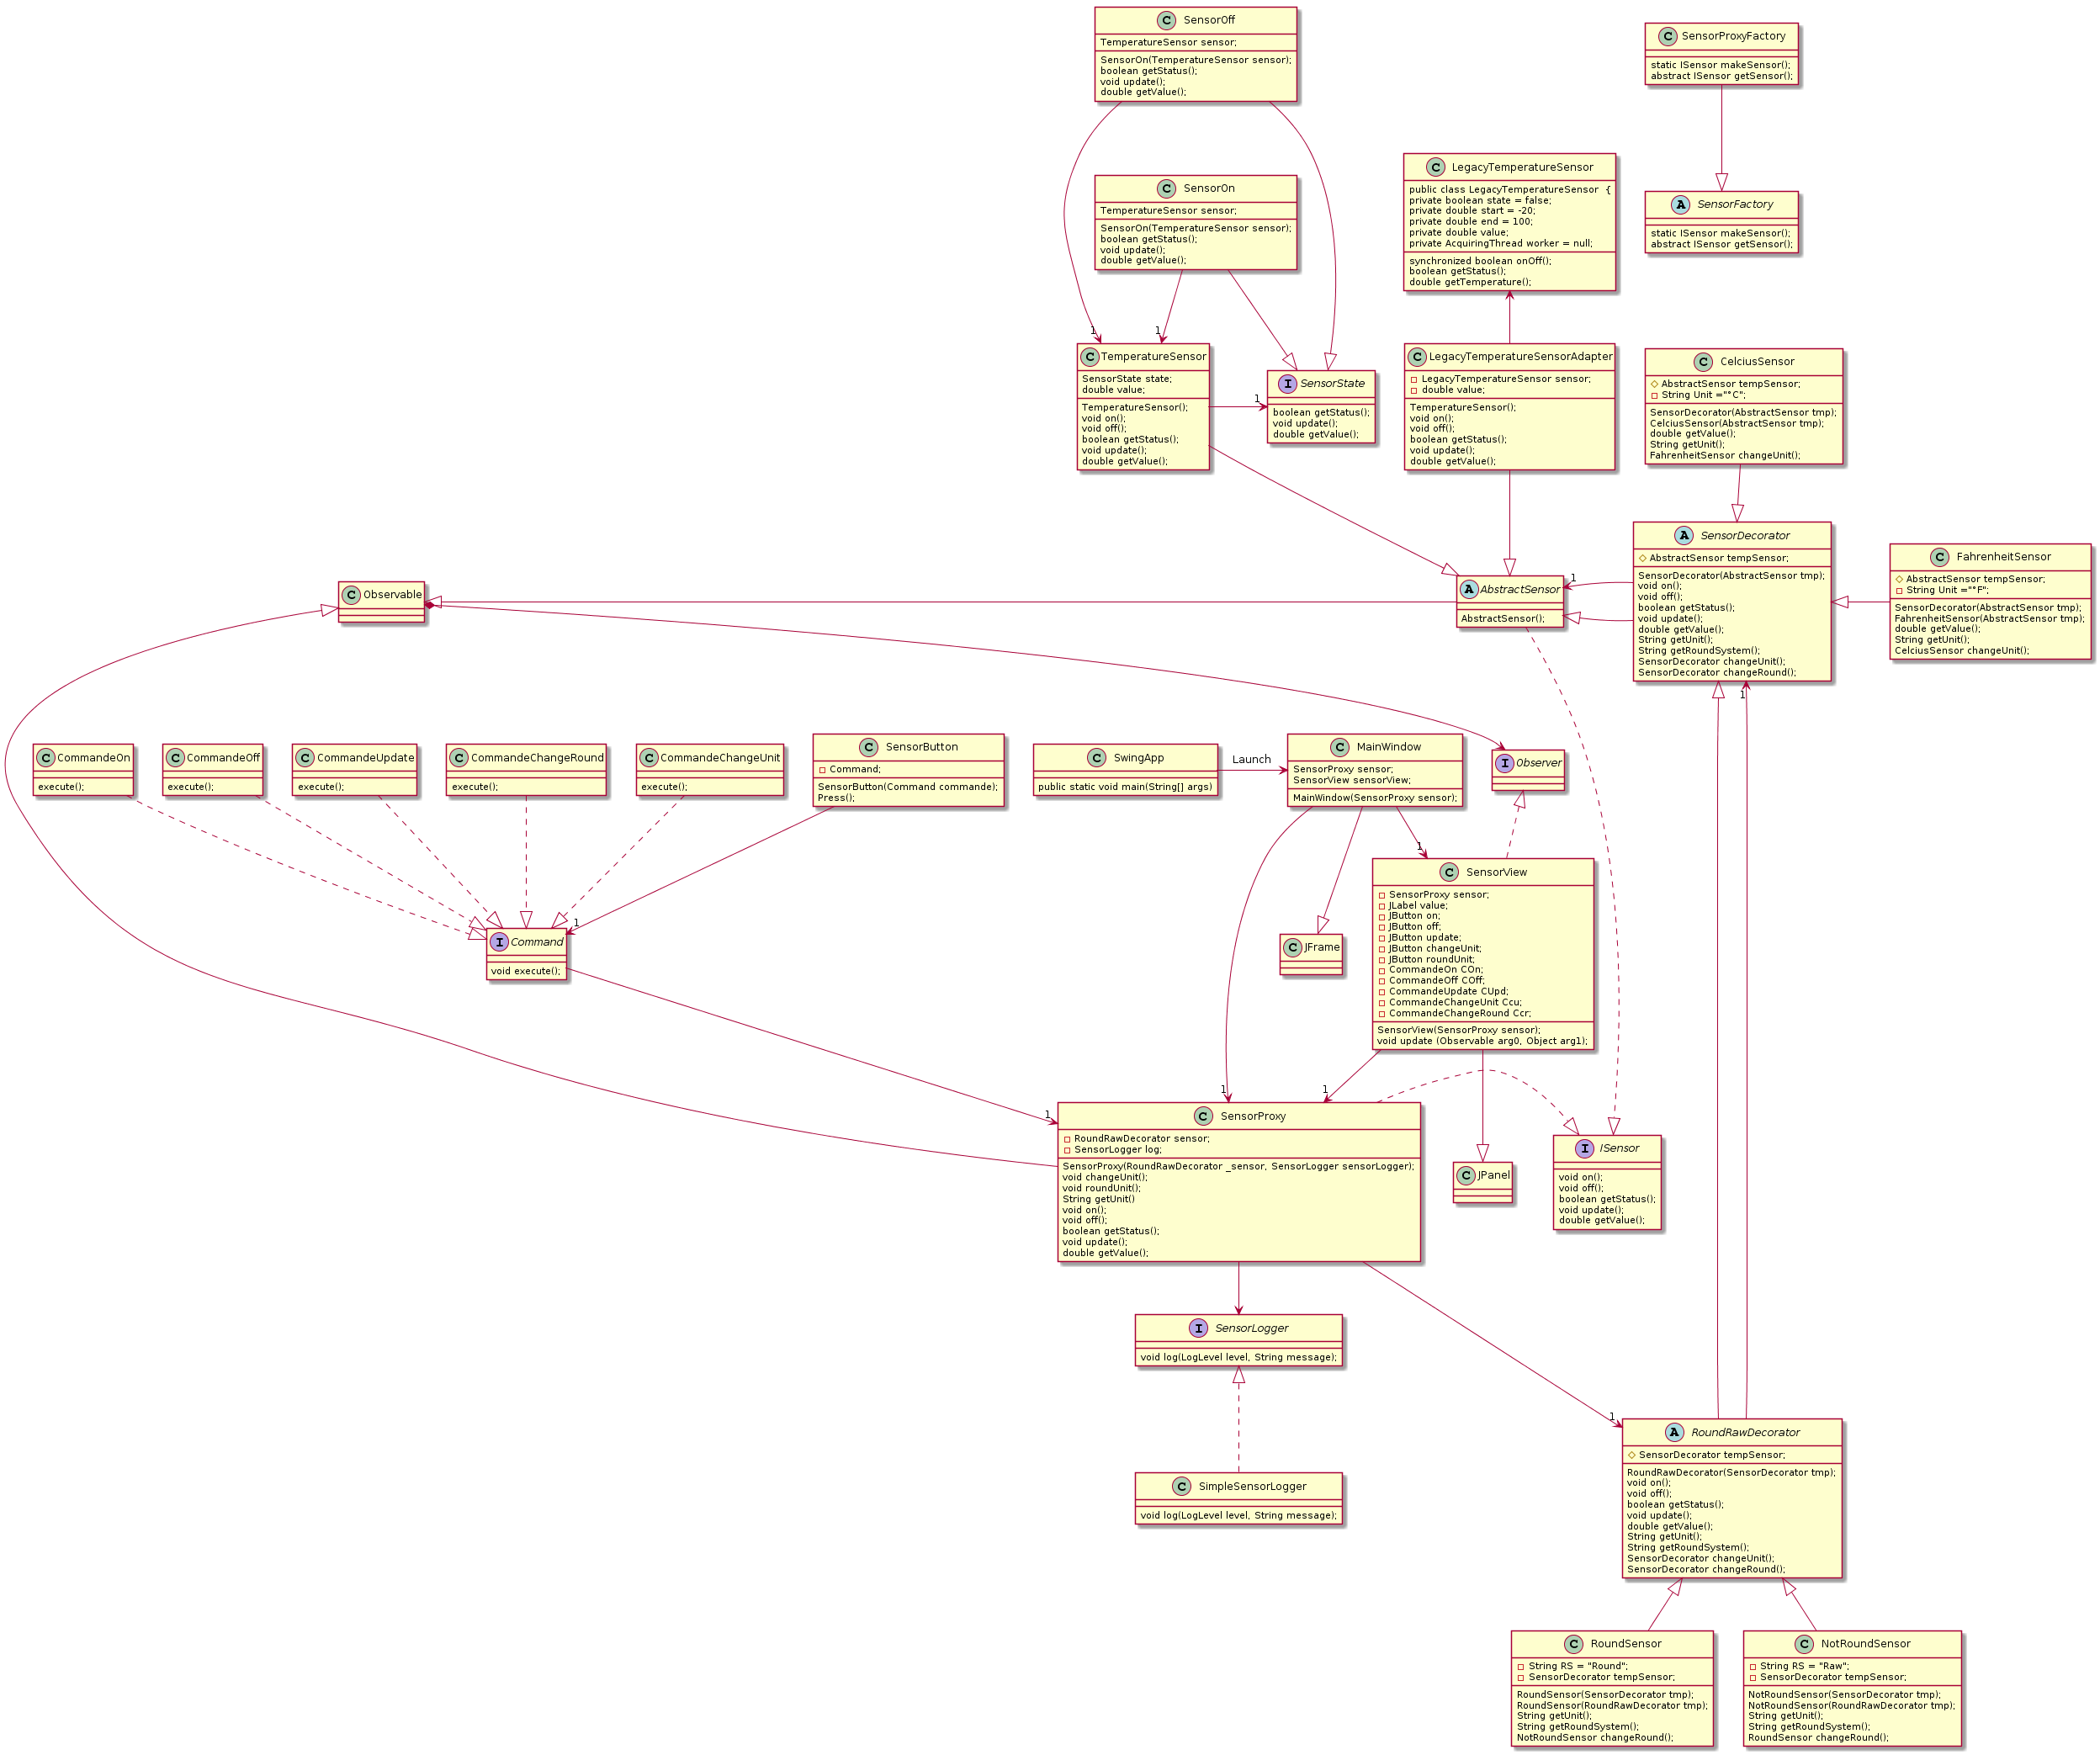 SensorOff
TemperatureSensor sensor;
SensorOn(TemperatureSensor sensor);
boolean getStatus();
void update();
double getValue();
SensorProxyFactory
static ISensor makeSensor();
abstract ISensor getSensor();
SensorOn
TemperatureSensor sensor;
SensorOn(TemperatureSensor sensor);
boolean getStatus();
void update();
double getValue();
LegacyTemperatureSensor
public class LegacyTemperatureSensor  {
private boolean state = false;
private double start = -20;
private double end = 100;
private double value;
private AcquiringThread worker = null;
synchronized boolean onOff();
boolean getStatus();
double getTemperature();
SensorFactory
static ISensor makeSensor();
abstract ISensor getSensor();
1
1
TemperatureSensor
SensorState state;
double value;
TemperatureSensor();
void on();
void off();
boolean getStatus();
void update();
double getValue();
1
SensorState
boolean getStatus();
void update();
double getValue();
LegacyTemperatureSensorAdapter
LegacyTemperatureSensor sensor;
double value;
TemperatureSensor();
void on();
void off();
boolean getStatus();
void update();
double getValue();
CelciusSensor
AbstractSensor tempSensor;
String Unit ="°C";
SensorDecorator(AbstractSensor tmp);
CelciusSensor(AbstractSensor tmp);
double getValue();
String getUnit();
FahrenheitSensor changeUnit();
Observable
AbstractSensor
AbstractSensor();
1
SensorDecorator
AbstractSensor tempSensor;
SensorDecorator(AbstractSensor tmp);
void on();
void off();
boolean getStatus();
void update();
double getValue();
String getUnit();
String getRoundSystem();
SensorDecorator changeUnit();
SensorDecorator changeRound();
1
FahrenheitSensor
AbstractSensor tempSensor;
String Unit ="°F";
SensorDecorator(AbstractSensor tmp);
FahrenheitSensor(AbstractSensor tmp);
double getValue();
String getUnit();
CelciusSensor changeUnit();
CommandeOn
execute();
CommandeOff
execute();
CommandeUpdate
execute();
CommandeChangeRound
execute();
CommandeChangeUnit
execute();
SensorButton
Command;
SensorButton(Command commande);
Press();
SwingApp
public static void main(String[] args)
Launch
MainWindow
SensorProxy sensor;
SensorView sensorView;
MainWindow(SensorProxy sensor);
Observer
1
Command
void execute();
JFrame
1
SensorView
SensorProxy sensor;
JLabel value;
JButton on;
JButton off;
JButton update;
JButton changeUnit;
JButton roundUnit;
CommandeOn COn;
CommandeOff COff;
CommandeUpdate CUpd;
CommandeChangeUnit Ccu;
CommandeChangeRound Ccr;
SensorView(SensorProxy sensor);
void update (Observable arg0, Object arg1);
1
1
1
SensorProxy
RoundRawDecorator sensor;
SensorLogger log;
SensorProxy(RoundRawDecorator _sensor, SensorLogger sensorLogger);
void changeUnit();
void roundUnit();
String getUnit()
void on();
void off();
boolean getStatus();
void update();
double getValue();
JPanel
ISensor
void on();
void off();
boolean getStatus();
void update();
double getValue();
SensorLogger
void log(LogLevel level, String message);
1
RoundRawDecorator
SensorDecorator tempSensor;
RoundRawDecorator(SensorDecorator tmp);
void on();
void off();
boolean getStatus();
void update();
double getValue();
String getUnit();
String getRoundSystem();
SensorDecorator changeUnit();
SensorDecorator changeRound();
SimpleSensorLogger
void log(LogLevel level, String message);
RoundSensor
String RS = "Round";
SensorDecorator tempSensor;
RoundSensor(SensorDecorator tmp);
RoundSensor(RoundRawDecorator tmp);
String getUnit();
String getRoundSystem();
NotRoundSensor changeRound();
NotRoundSensor
String RS = "Raw";
SensorDecorator tempSensor;
NotRoundSensor(SensorDecorator tmp);
NotRoundSensor(RoundRawDecorator tmp);
String getUnit();
String getRoundSystem();
RoundSensor changeRound();